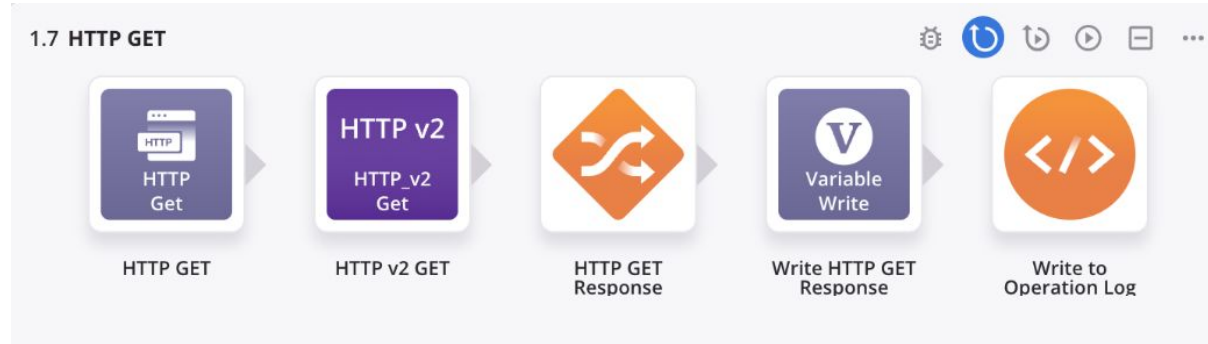 1.7 HTTP GET
HTTP
HTTP
Get
HTTP v2
HTTP_v2
Get
V
Variable
Write
</>
HTTP GET
HTTP v2 GET
HTTP GET
Response
Write HTTP GET
Response
Write to
Operation Log